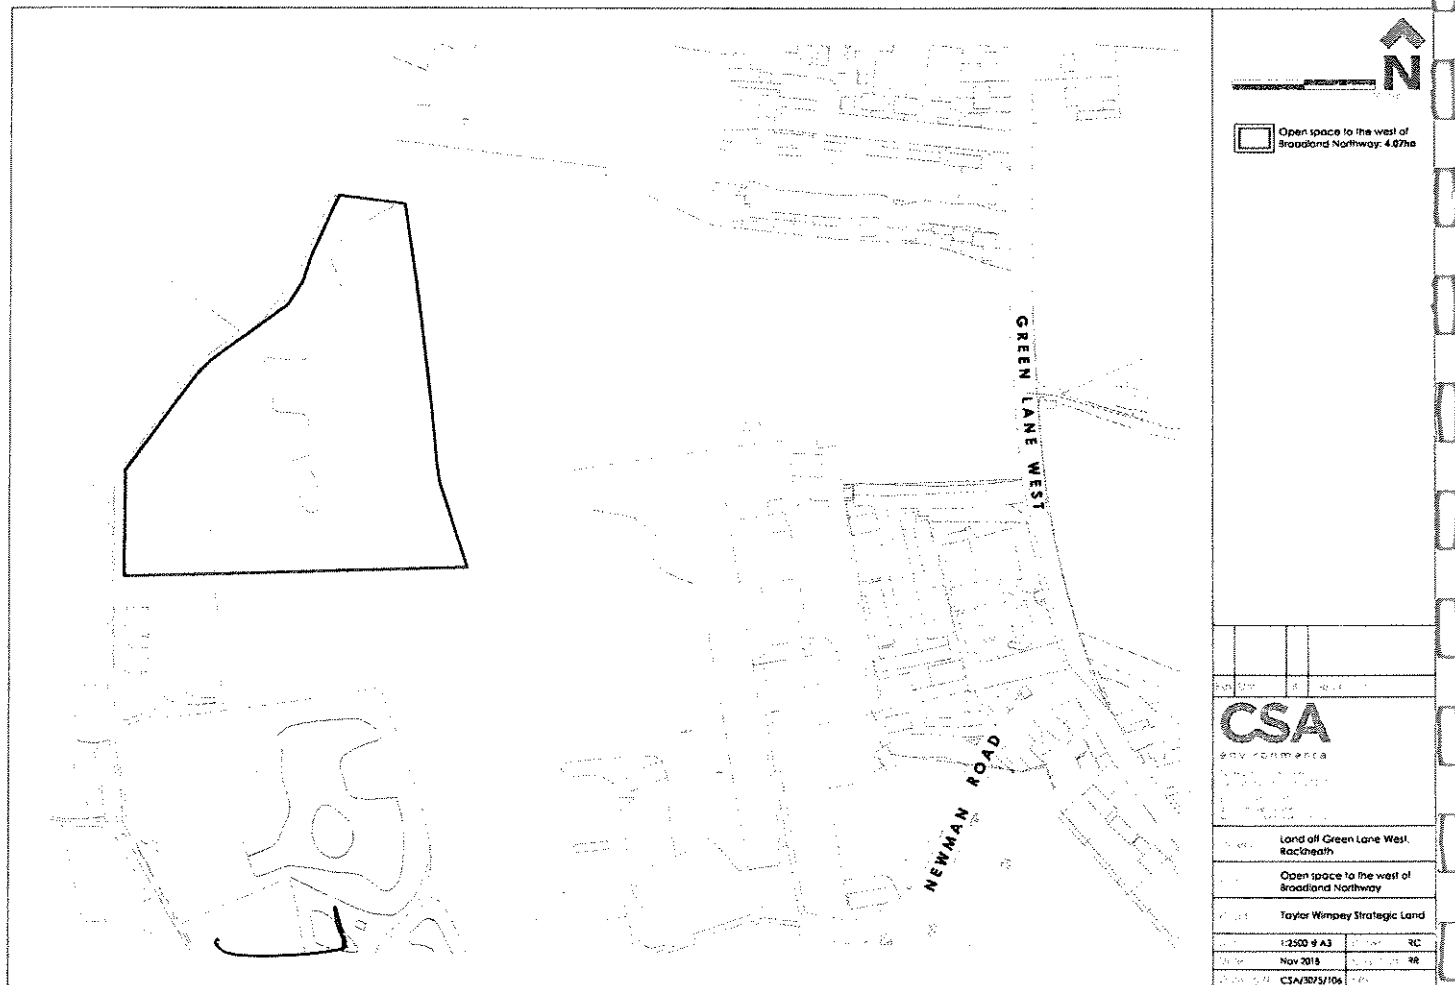 N
Open space to the west of
Broadland Northway: 4.07ha
GREEN LANE WEST
NEWMAN ROAD
CSA
environmental
Land off Green Lane West,
Rackheath
Open space to the west of
Broadland Northway
Taylor Wimpey Strategic Land
1:2500 @ A3
RC
Nov 2018
RR
CSA/3075/106